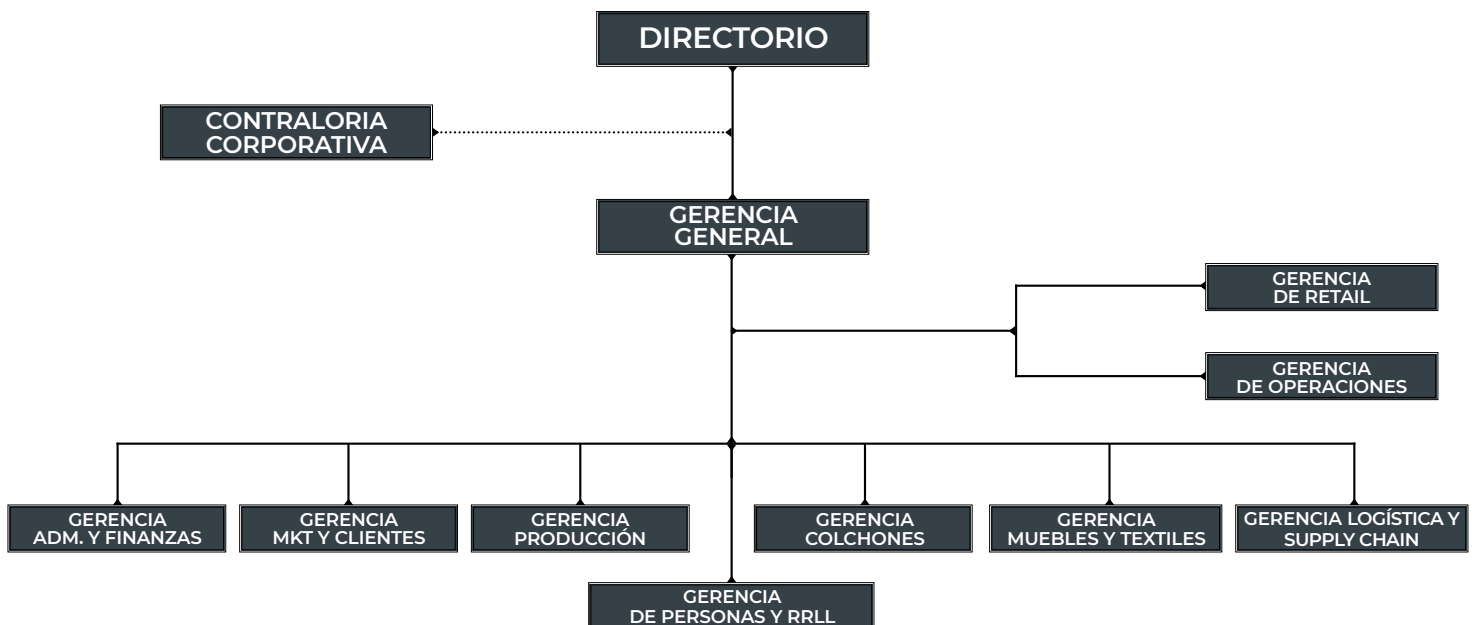 DIRECTORIO
CONTRALORIA
CORPORATIVA
GERENCIA
GENERAL
GERENCIA
DE RETAIL
GERENCIA
DE OPERACIONES
GERENCIA
ADM. Y FINANZAS
GERENCIA
MKT Y CLIENTES
GERENCIA
PRODUCCIÓN
GERENCIA
COLCHONES
GERENCIA
MUEBLES Y TEXTILES
GERENCIA LOGÍSTICA Y
SUPPLY CHAIN
GERENCIA
DE PERSONAS Y RRLL